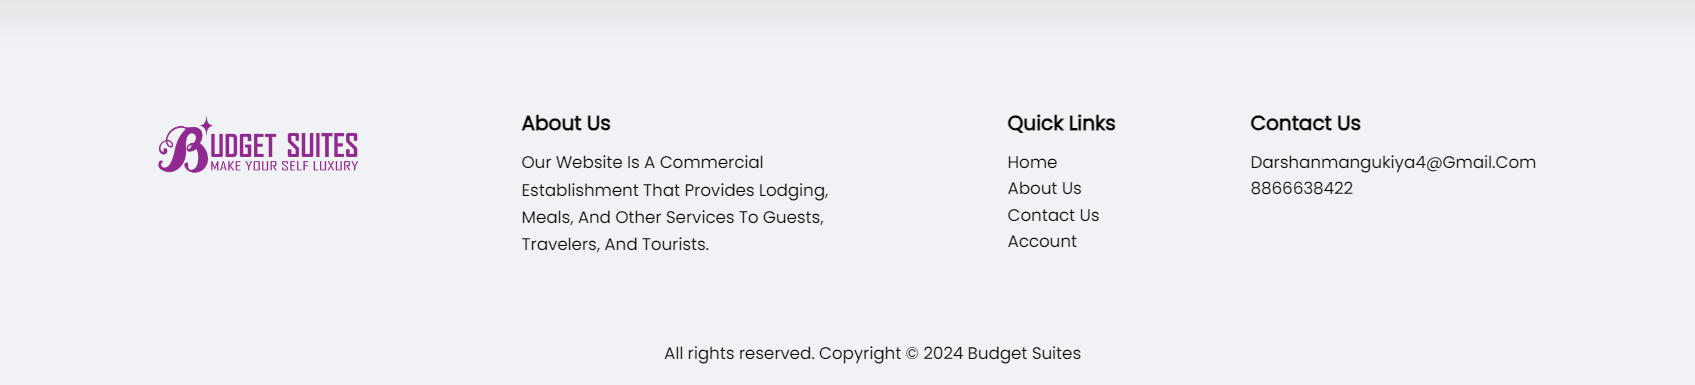 BUDGET SUITES
MAKE YOUR SELF LUXURY
About Us
Our Website Is A Commercial
Establishment That Provides Lodging,
Meals, And Other Services To Guests,
Travelers, And Tourists.
Quick Links
Home
About Us
Contact Us
Account
Contact Us
Darshanmangukiya4@Gmail.Com
8866638422
All rights reserved. Copyright © 2024 Budget Suites